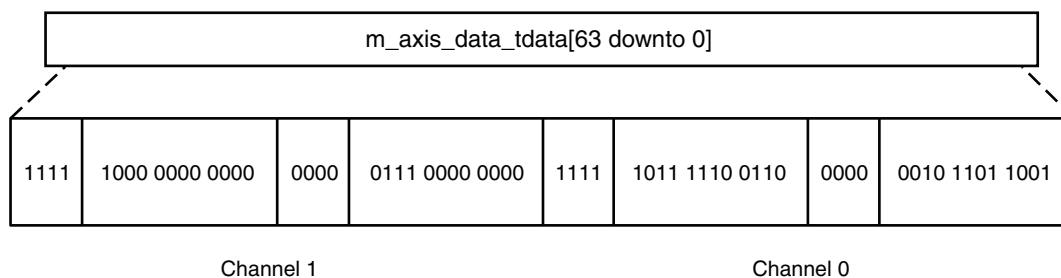 m_axis_data_tdata[63 downto 0]
1111 1000 0000 0000 0000 0111 0000 0000 1111 1011 1110 0110 0000 0010 1101 1001
Channel 1 Channel 0